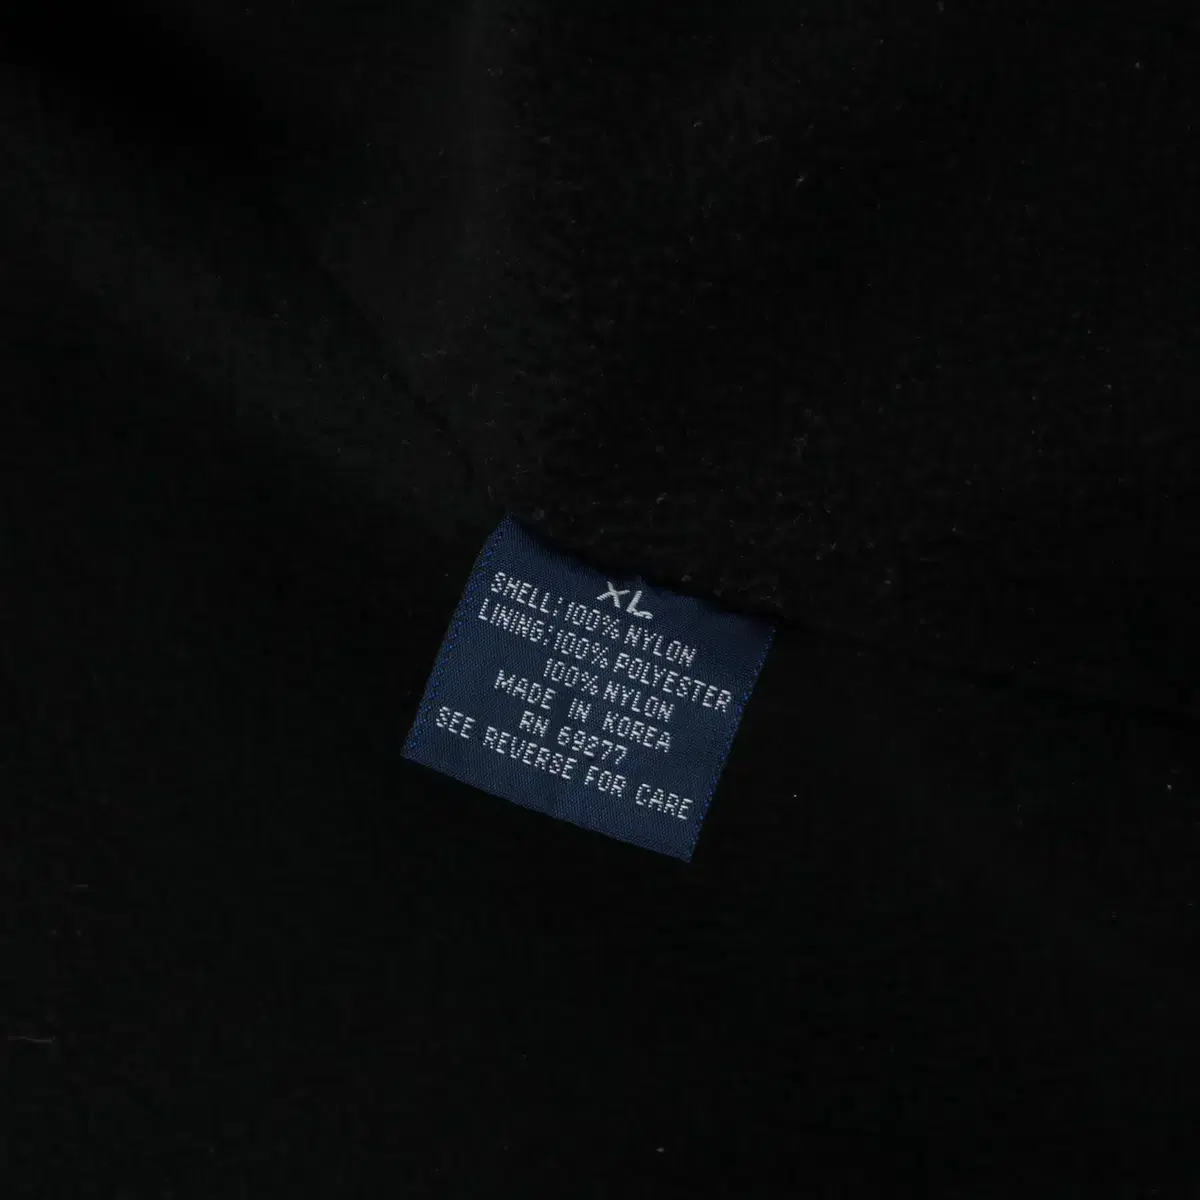 XL
SHELL:100% NYLON
LINING:100% POLYESTER
100% NYLON
MADE IN KOREA
RN 69277
SEE REVERSE FOR CARE